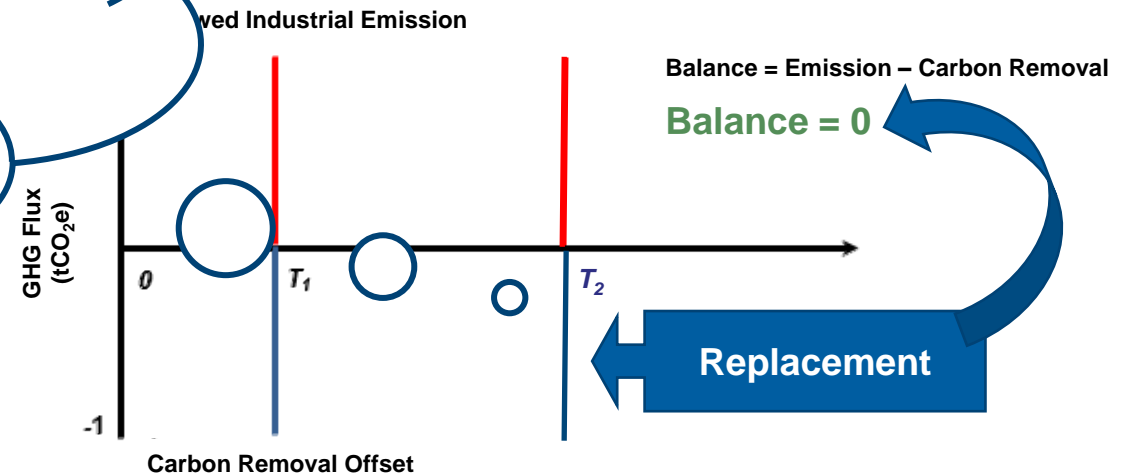 wed Industrial Emission
Balance = Emission – Carbon Removal
Balance = 0
GHG Flux
(tCO₂e)
0
T₁
T₂
Replacement
-1
Carbon Removal Offset